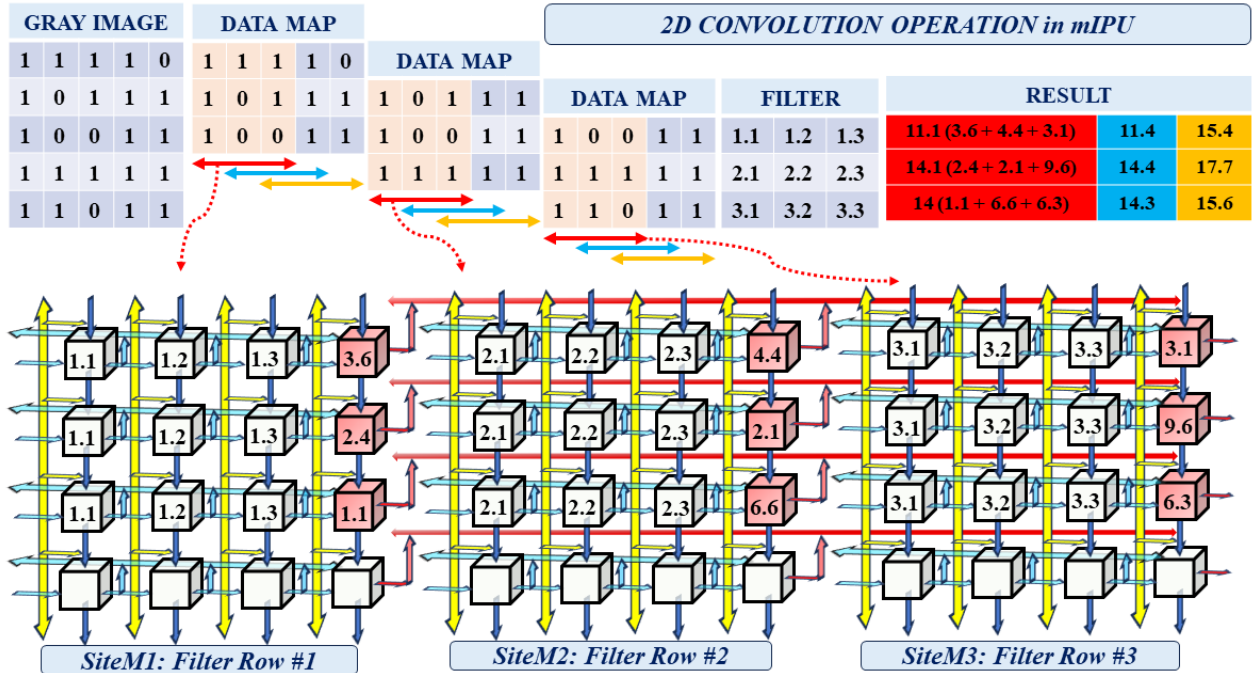 2D CONVOLUTION OPERATION in mIPU
GRAY IMAGE
1 1 1 1 0
1 0 1 1 1
1 0 0 1 1
1 1 1 1 1
1 1 0 1 1
DATA MAP
1 1 1 1 0
1 0 1 1 1
1 0 0 1 1
DATA MAP
1 0 1 1 1
1 0 0 1 1
1 1 1 1 1
DATA MAP
1 0 0 1 1
1 1 1 1 1
1 1 0 1 1
FILTER
1.1 1.2 1.3
2.1 2.2 2.3
3.1 3.2 3.3
RESULT
11.1 (3.6 + 4.4 + 3.1) 11.4 15.4
14.1 (2.4 + 2.1 + 9.6) 14.4 17.7
14 (1.1 + 6.6 + 6.3) 14.3 15.6
1.1 1.2 1.3 3.6
1.1 1.2 1.3 2.4
1.1 1.2 1.3 1.1
SiteM1: Filter Row #1
2.1 2.2 2.3 4.4
2.1 2.2 2.3 2.1
2.1 2.2 2.3 6.6
SiteM2: Filter Row #2
3.1 3.2 3.3 3.1
3.1 3.2 3.3 9.6
3.1 3.2 3.3 6.3
SiteM3: Filter Row #3